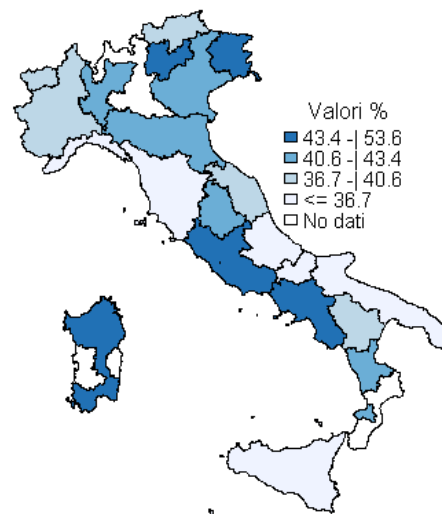 Valori %
43.4 -| 53.6
40.6 -| 43.4
36.7 -| 40.6
<= 36.7
No dati